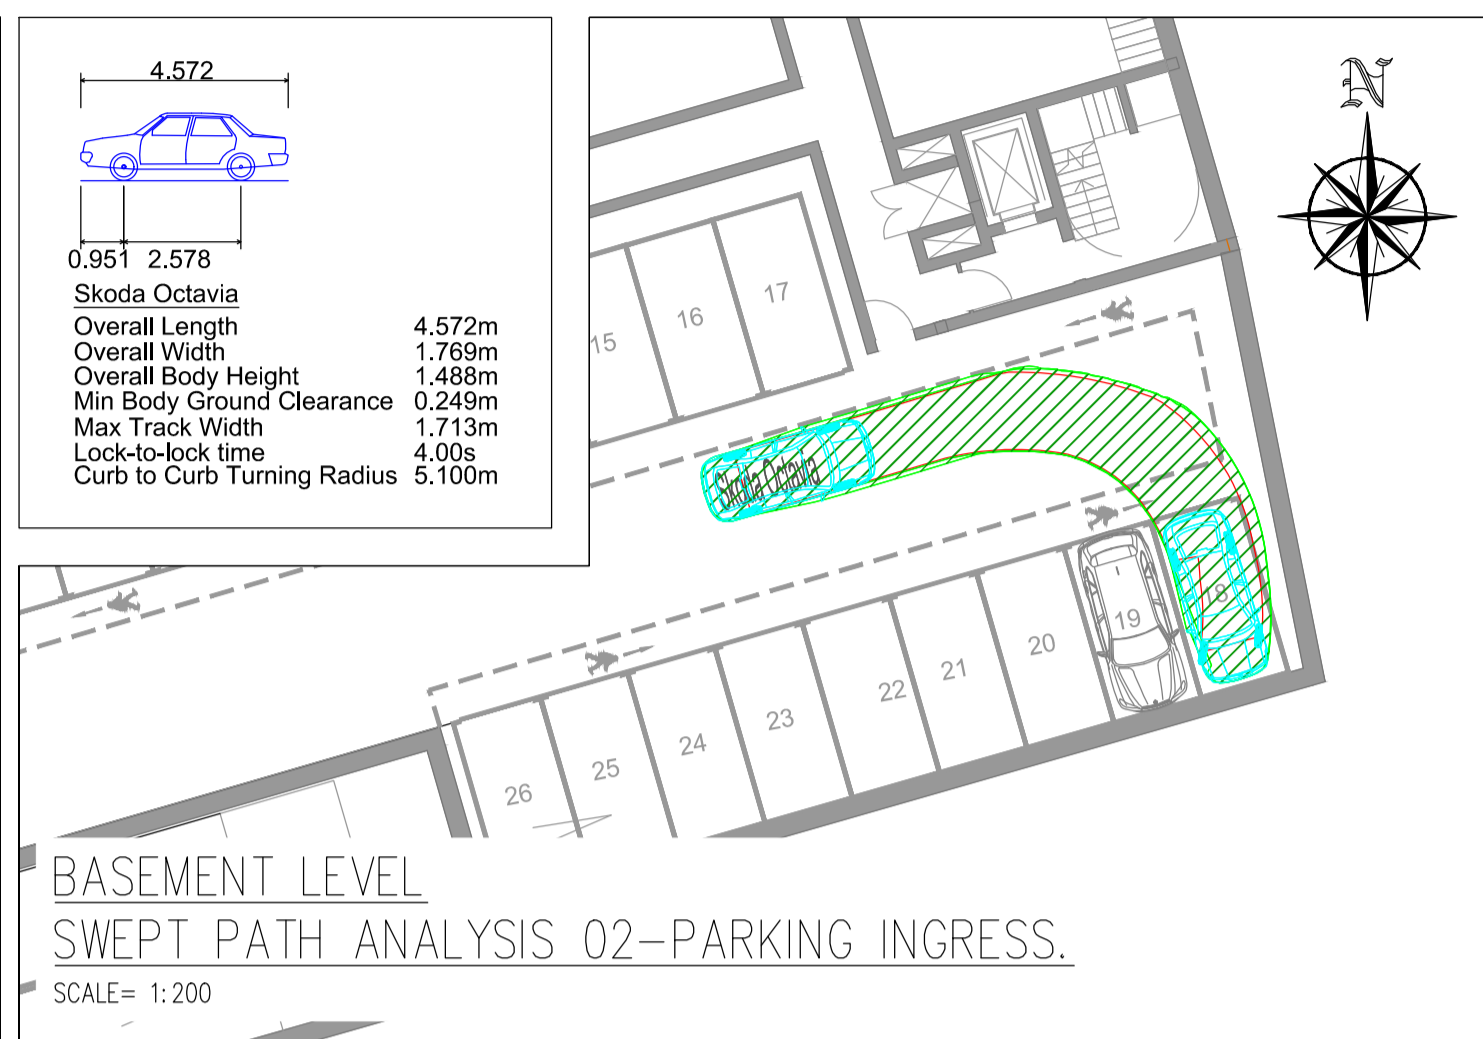 4.572
0.951 2.578
Skoda Octavia
Overall Length 4.572m
Overall Width 1.769m
Overall Body Height 1.488m
Min Body Ground Clearance 0.249m
Max Track Width 1.713m
Lock-to-lock time 4.00s
Curb to Curb Turning Radius 5.100m
N
17
16
15
Skoda Octavia
18
19
20
21
22
23
24
25
26
BASEMENT LEVEL
SWEPT PATH ANALYSIS 02-PARKING INGRESS.
SCALE= 1:200